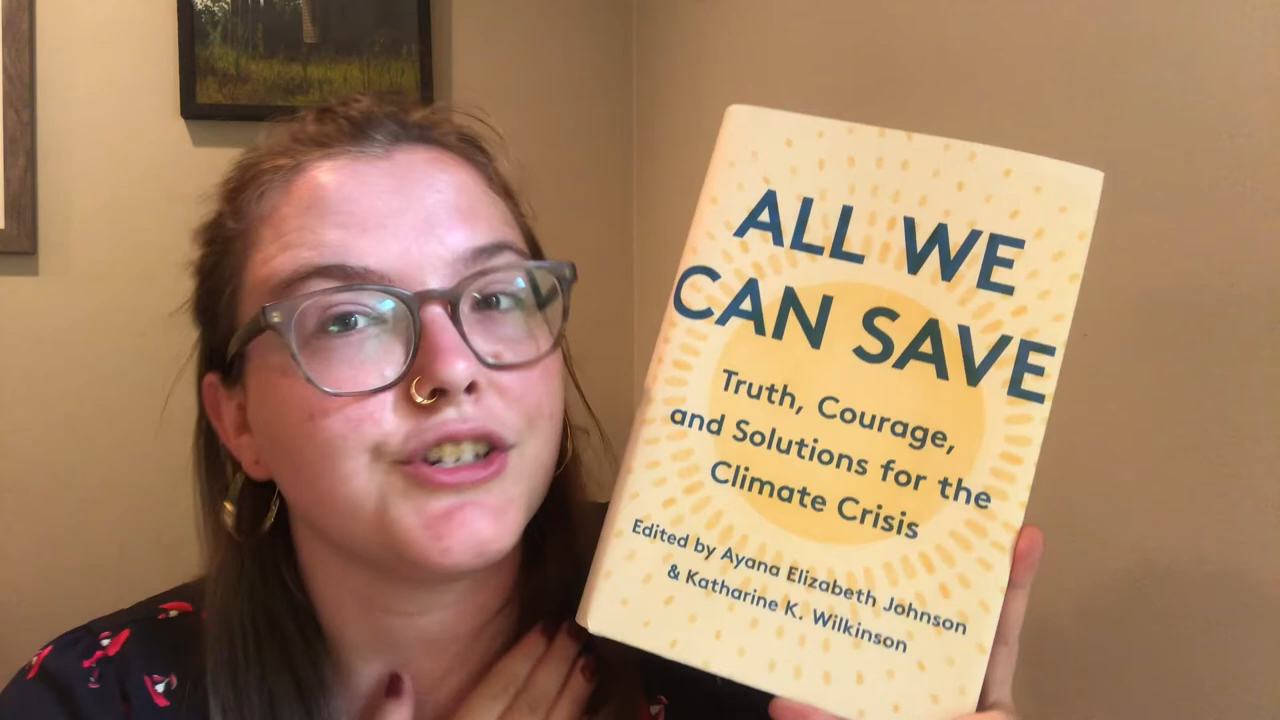 ALL WE
CAN SAVE
Truth, Courage,
and Solutions for the
Climate Crisis
Edited by Ayana Elizabeth Johnson
& Katharine K. Wilkinson